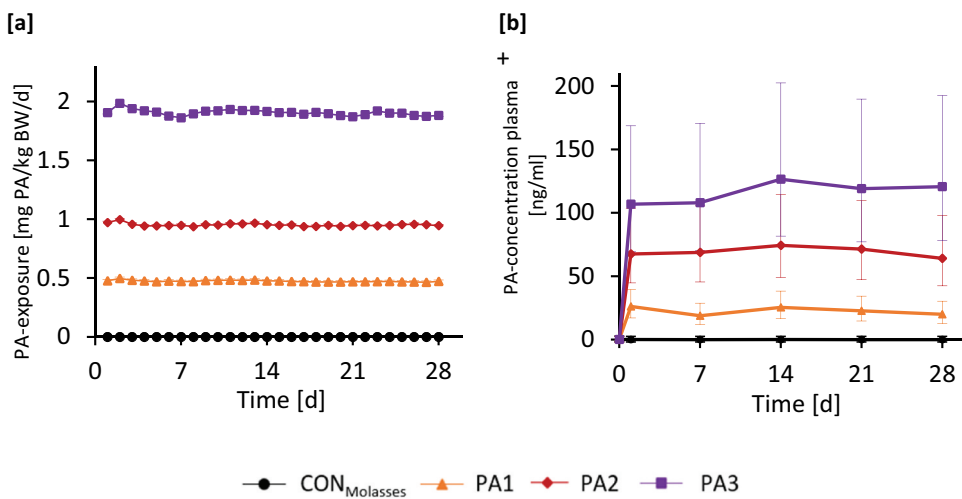 [a]
[b]
PA-exposure [mg PA/kg BW/d]
2
1.5
1
0.5
0
0 7 14 21 28
Time [d]
+
PA-concentration plasma
[ng/ml]
200
150
100
50
0
0 7 14 21 28
Time [d]
CONMolasses PA1 PA2 PA3